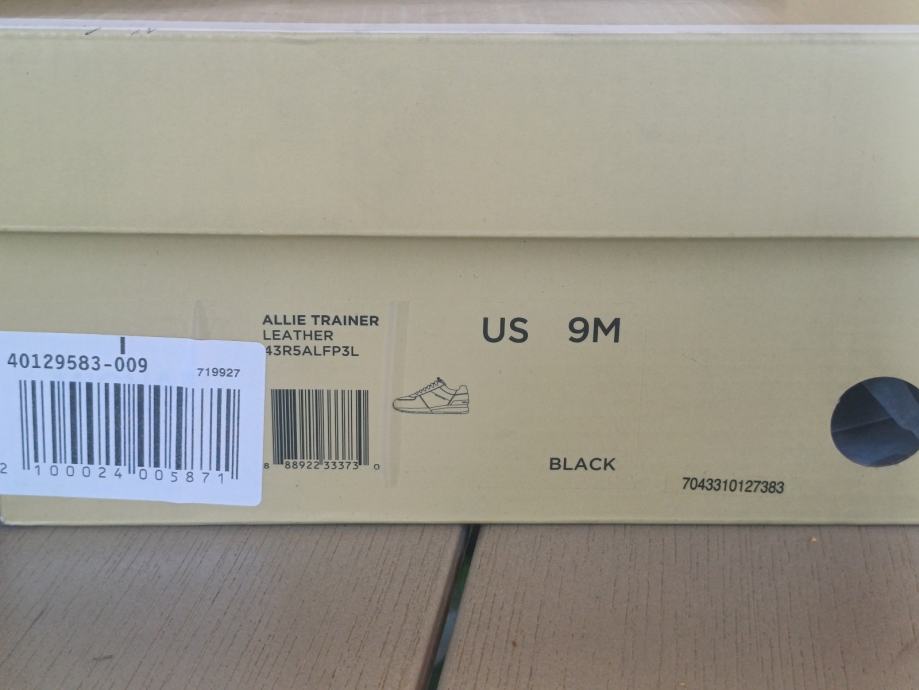 40129583-009
719927
2 100024 005871
ALLIE TRAINER
LEATHER
43R5ALFP3L
8 88922 33373 0
US 9M
BLACK
7043310127383